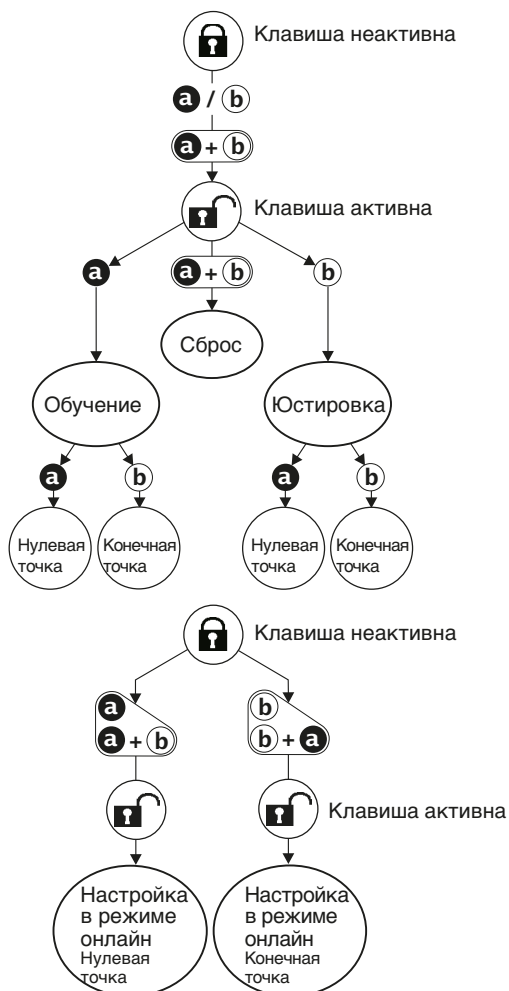 Клавиша неактивна
a / b
a + b
Клавиша активна
a
a + b
b
Сброс
Обучение
Юстировка
a
b
a
b
Нулевая
точка
Конечная
точка
Нулевая
точка
Конечная
точка
Клавиша неактивна
a
a + b
b
b + a
Клавиша активна
Настройка
в режиме
онлайн
Нулевая
точка
Настройка
в режиме
онлайн
Конечная
точка